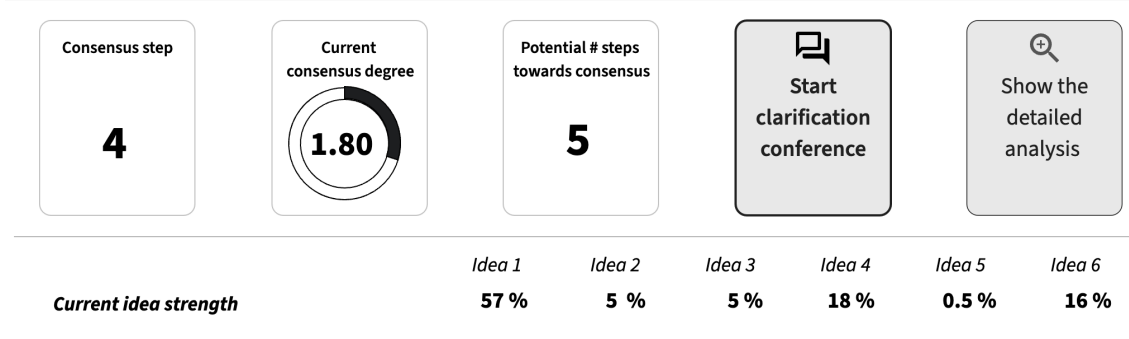 Consensus step
4
Current
consensus degree
1.80
Potential # steps
towards consensus
5
Start
clarification
conference
Show the
detailed
analysis
Idea 1 Idea 2 Idea 3 Idea 4 Idea 5 Idea 6
Current idea strength 57 % 5 % 5 % 18 % 0.5 % 16 %